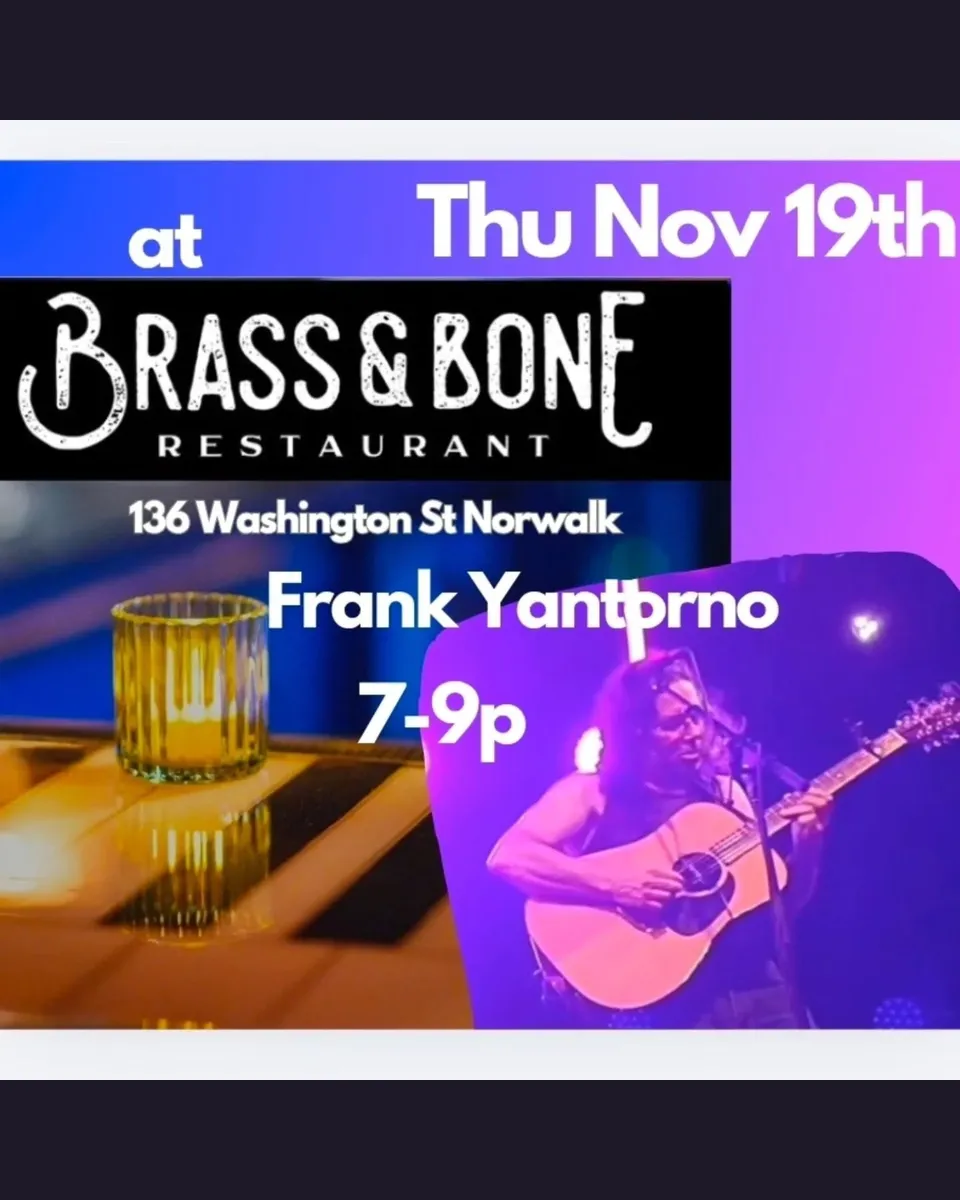 at
Thu Nov 19th
BRASS & BONE
RESTAURANT
136 Washington St Norwalk
Frank Yantorno
7-9p